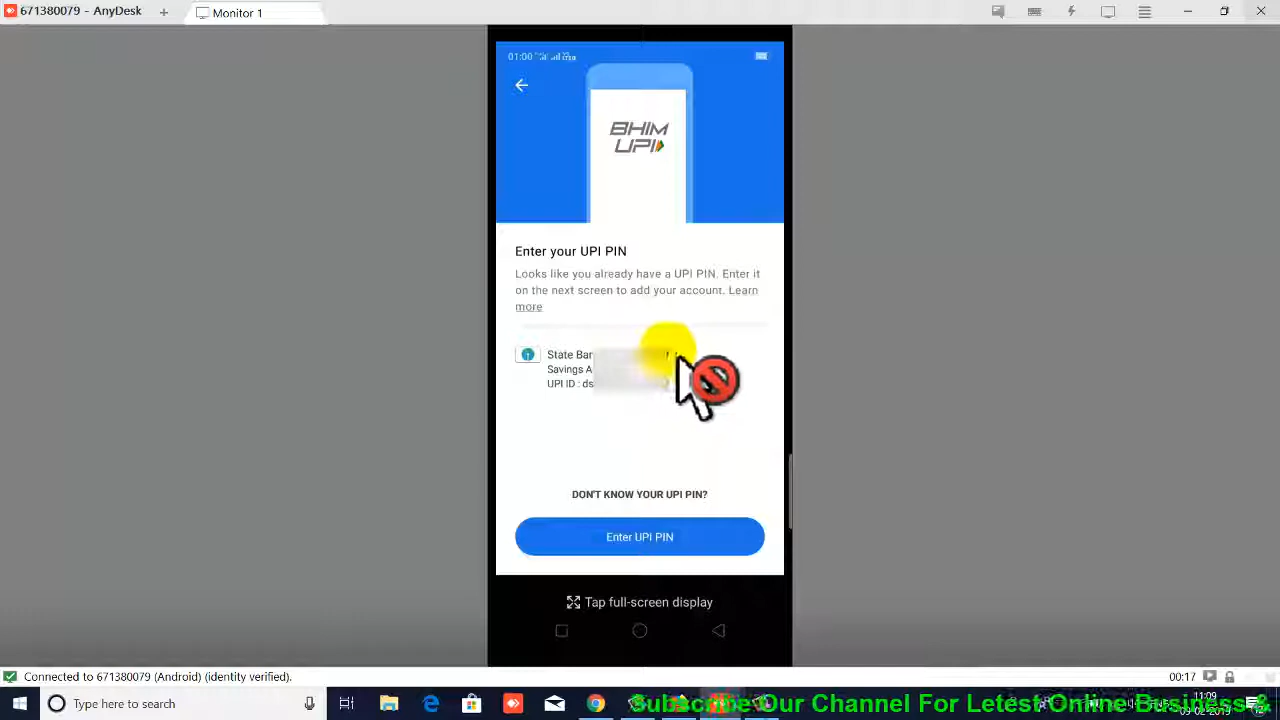 671380079 - AnyDesk
Monitor 1
01:00
BHIM
UPI
Enter your UPI PIN
Looks like you already have a UPI PIN. Enter it
on the next screen to add your account. Learn
more
State Ban
Savings A
UPI ID : ds
DON'T KNOW YOUR UPI PIN?
Enter UPI PIN
Tap full-screen display
Connected to 671380079 (Android) (identity verified).
00:17
Type here to search
11:09
Subscribe Our Channel For Letest Online Business &